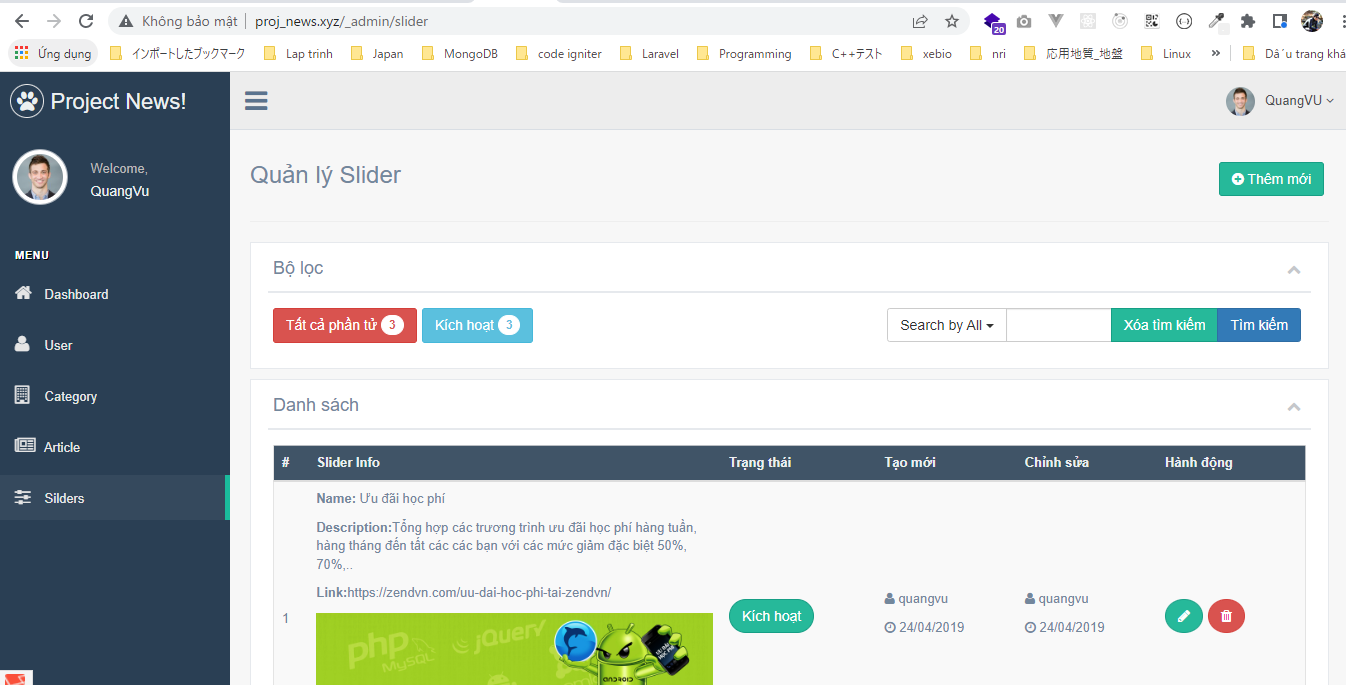 Không bảo mật proj_news.xyz/_admin/slider
20
Ứng dụng インポートしたブックマーク Lap trinh Japan MongoDB code igniter Laravel Programming C++テスト xebio nri 応用地質_地盤 Linux » Dâ´u trang khá
Project News!
QuangVU
Welcome,
QuangVu
Quản lý Slider
Thêm mới
MENU
Dashboard
User
Category
Article
Silders
Bộ lọc
Tất cả phần tử 3 Kích hoạt 3 Search by All Xóa tìm kiếm Tìm kiếm
Danh sách
# Slider Info Trạng thái Tạo mới Chỉnh sửa Hành động
Name: Ưu đãi học phí
Description:Tổng hợp các trương trình ưu đãi học phí hàng tuần,
hàng tháng đến tất các các bạn với các mức giảm đặc biệt 50%,
70%,..
Link:https://zendvn.com/uu-dai-hoc-phi-tai-zendvn/
1 Kích hoạt quangvu quangvu
24/04/2019 24/04/2019
php
MySQL
jQuery
ANDROID